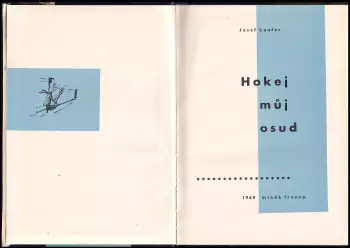 Josef Laufer
Hokej
můj
osud
1960 mladá fronta